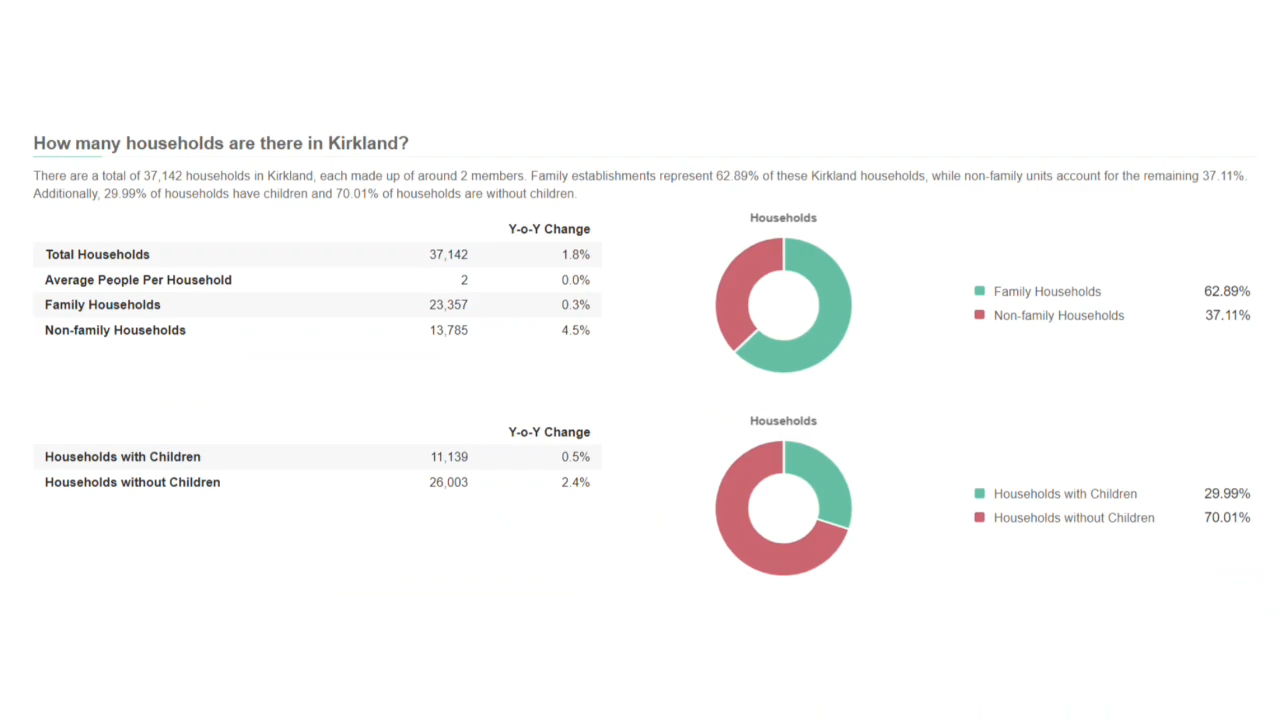 How many households are there in Kirkland?
There are a total of 37,142 households in Kirkland, each made up of around 2 members. Family establishments represent 62.89% of these Kirkland households, while non-family units account for the remaining 37.11%.
Additionally, 29.99% of households have children and 70.01% of households are without children.
Y-o-Y Change
Total Households 37,142 1.8%
Average People Per Household 2 0.0%
Family Households 23,357 0.3%
Non-family Households 13,785 4.5%
Households
Family Households 62.89%
Non-family Households 37.11%
Y-o-Y Change
Households with Children 11,139 0.5%
Households without Children 26,003 2.4%
Households
Households with Children 29.99%
Households without Children 70.01%